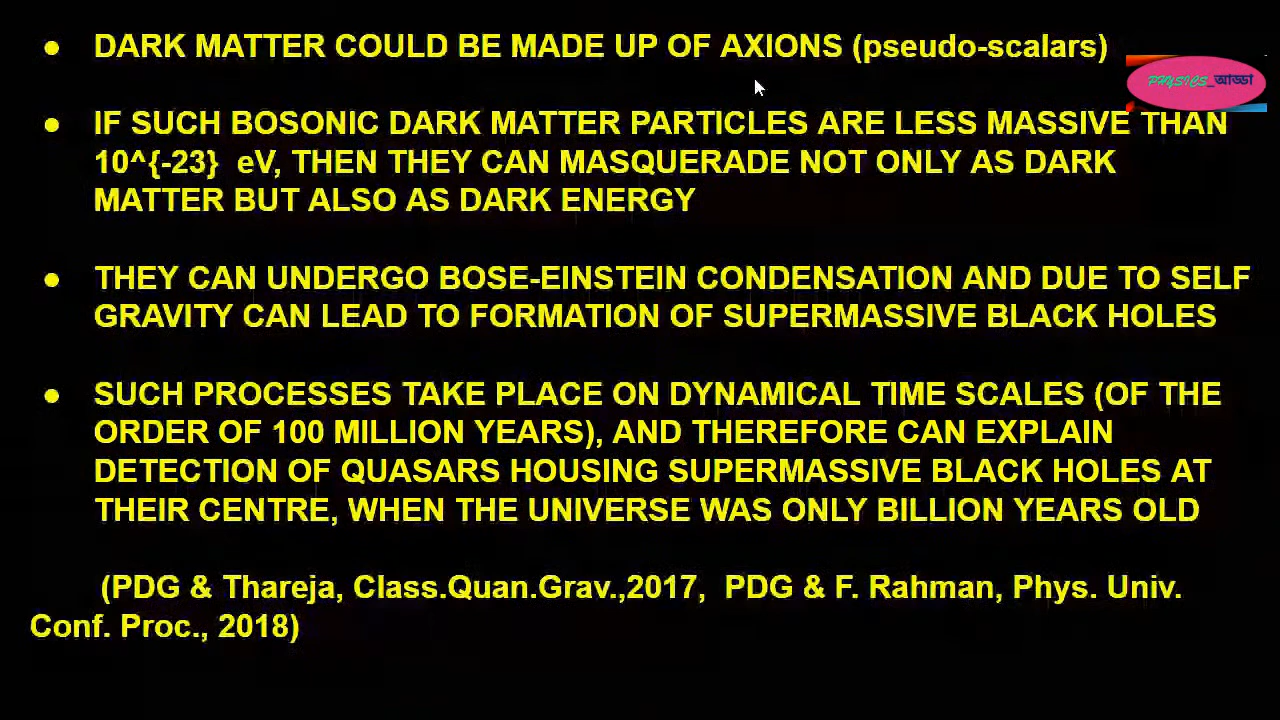 ● DARK MATTER COULD BE MADE UP OF AXIONS (pseudo-scalars)
PHYSICS_আড্ডা
● IF SUCH BOSONIC DARK MATTER PARTICLES ARE LESS MASSIVE THAN
10^{-23} eV, THEN THEY CAN MASQUERADE NOT ONLY AS DARK
MATTER BUT ALSO AS DARK ENERGY
● THEY CAN UNDERGO BOSE-EINSTEIN CONDENSATION AND DUE TO SELF
GRAVITY CAN LEAD TO FORMATION OF SUPERMASSIVE BLACK HOLES
● SUCH PROCESSES TAKE PLACE ON DYNAMICAL TIME SCALES (OF THE
ORDER OF 100 MILLION YEARS), AND THEREFORE CAN EXPLAIN
DETECTION OF QUASARS HOUSING SUPERMASSIVE BLACK HOLES AT
THEIR CENTRE, WHEN THE UNIVERSE WAS ONLY BILLION YEARS OLD
(PDG & Thareja, Class.Quan.Grav.,2017, PDG & F. Rahman, Phys. Univ.
Conf. Proc., 2018)